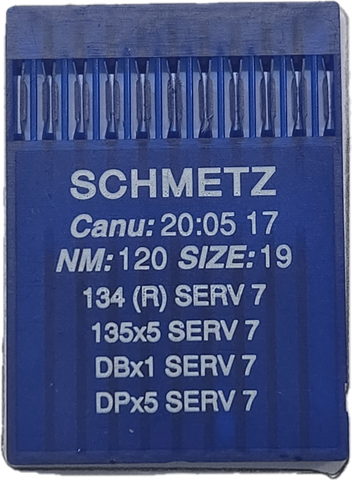 SCHMETZ
Canu: 20:05 17
NM: 120 SIZE: 19
134 (R) SERV 7
135x5 SERV 7
DBx1 SERV 7
DPx5 SERV 7